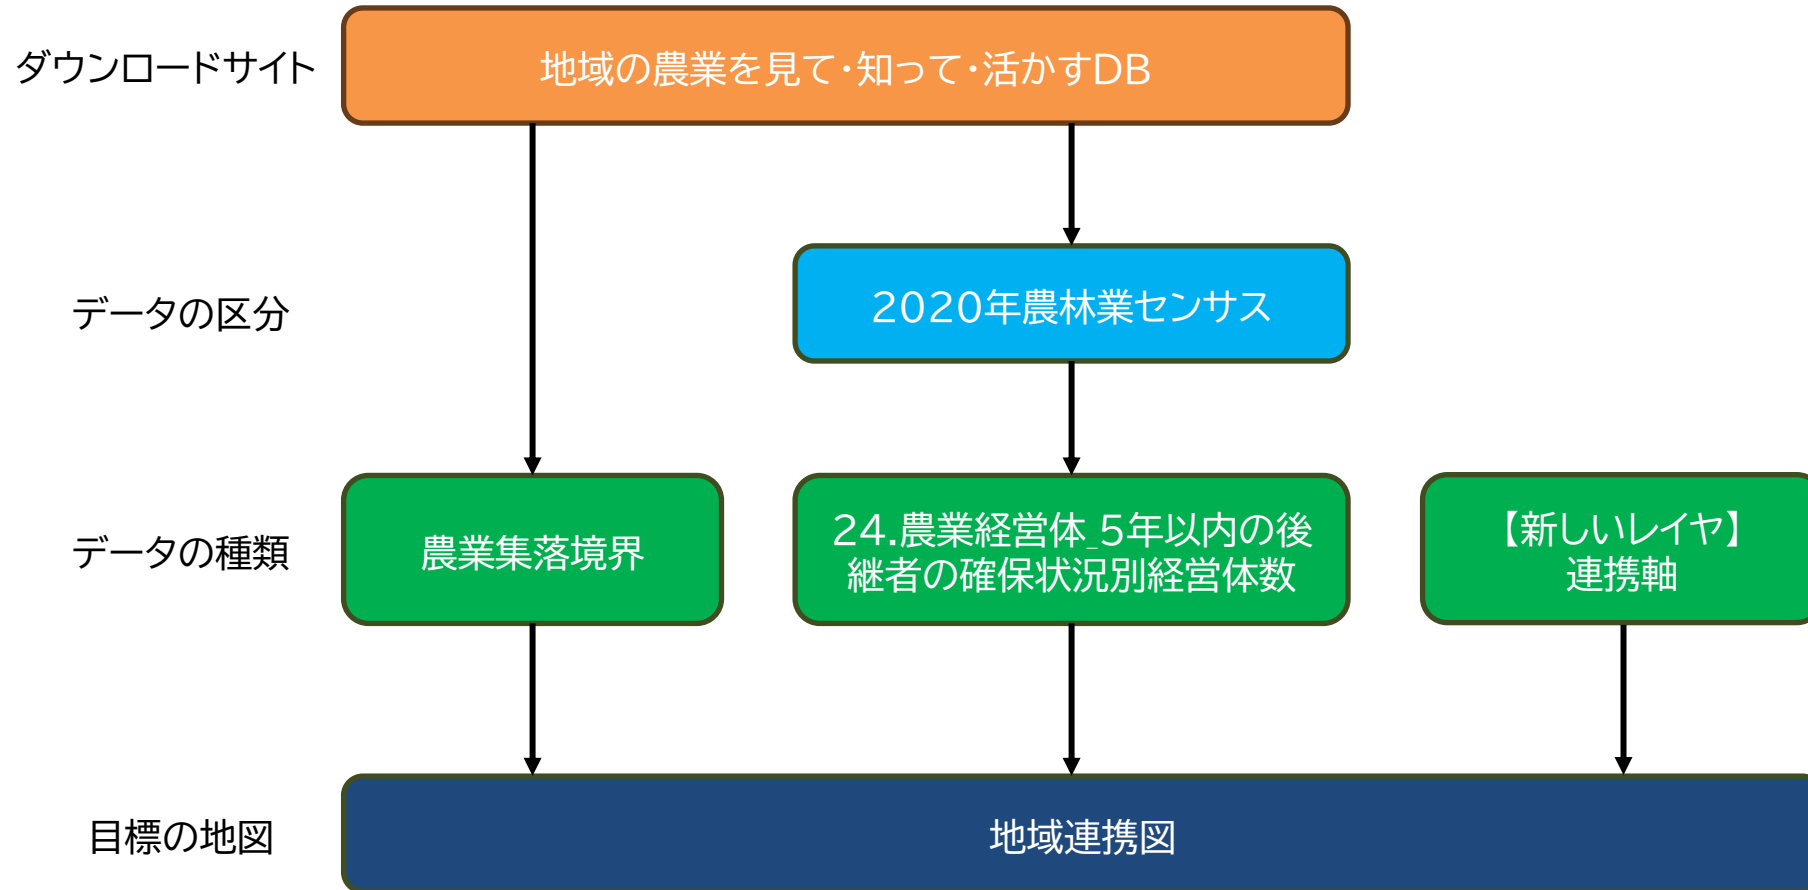 ダウンロードサイト
地域の農業を見て・知って・活かすDB
データの区分
2020年農林業センサス
データの種類
農業集落境界
24.農業経営体_5年以内の後
継者の確保状況別経営体数
【新しいレイヤ】
連携軸
目標の地図
地域連携図